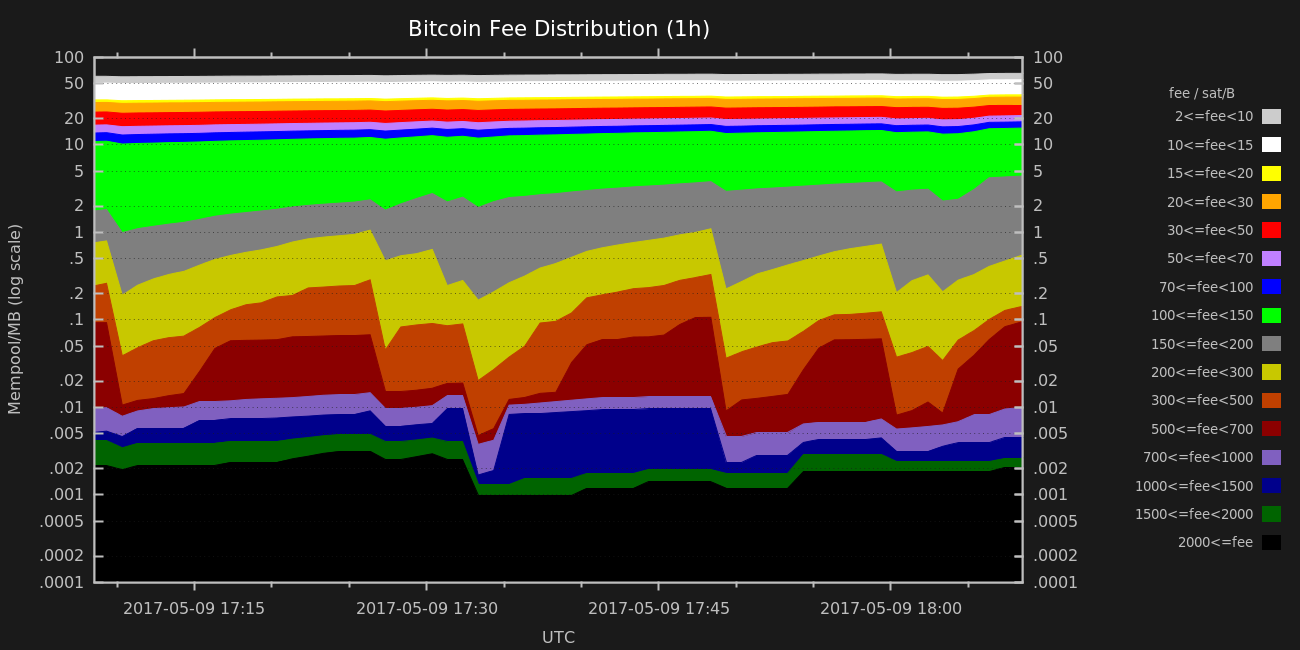 Bitcoin Fee Distribution (1h)
Mempool/MB (log scale)
100
50
20
10
5
2
1
.5
.2
.1
.05
.02
.01
.005
.002
.001
.0005
.0002
.0001
100
50
20
10
5
2
1
.5
.2
.1
.05
.02
.01
.005
.002
.001
.0005
.0002
.0001
2017-05-09 17:15
2017-05-09 17:30
2017-05-09 17:45
2017-05-09 18:00
UTC
fee / sat/B
2<=fee<10
10<=fee<15
15<=fee<20
20<=fee<30
30<=fee<50
50<=fee<70
70<=fee<100
100<=fee<150
150<=fee<200
200<=fee<300
300<=fee<500
500<=fee<700
700<=fee<1000
1000<=fee<1500
1500<=fee<2000
2000<=fee